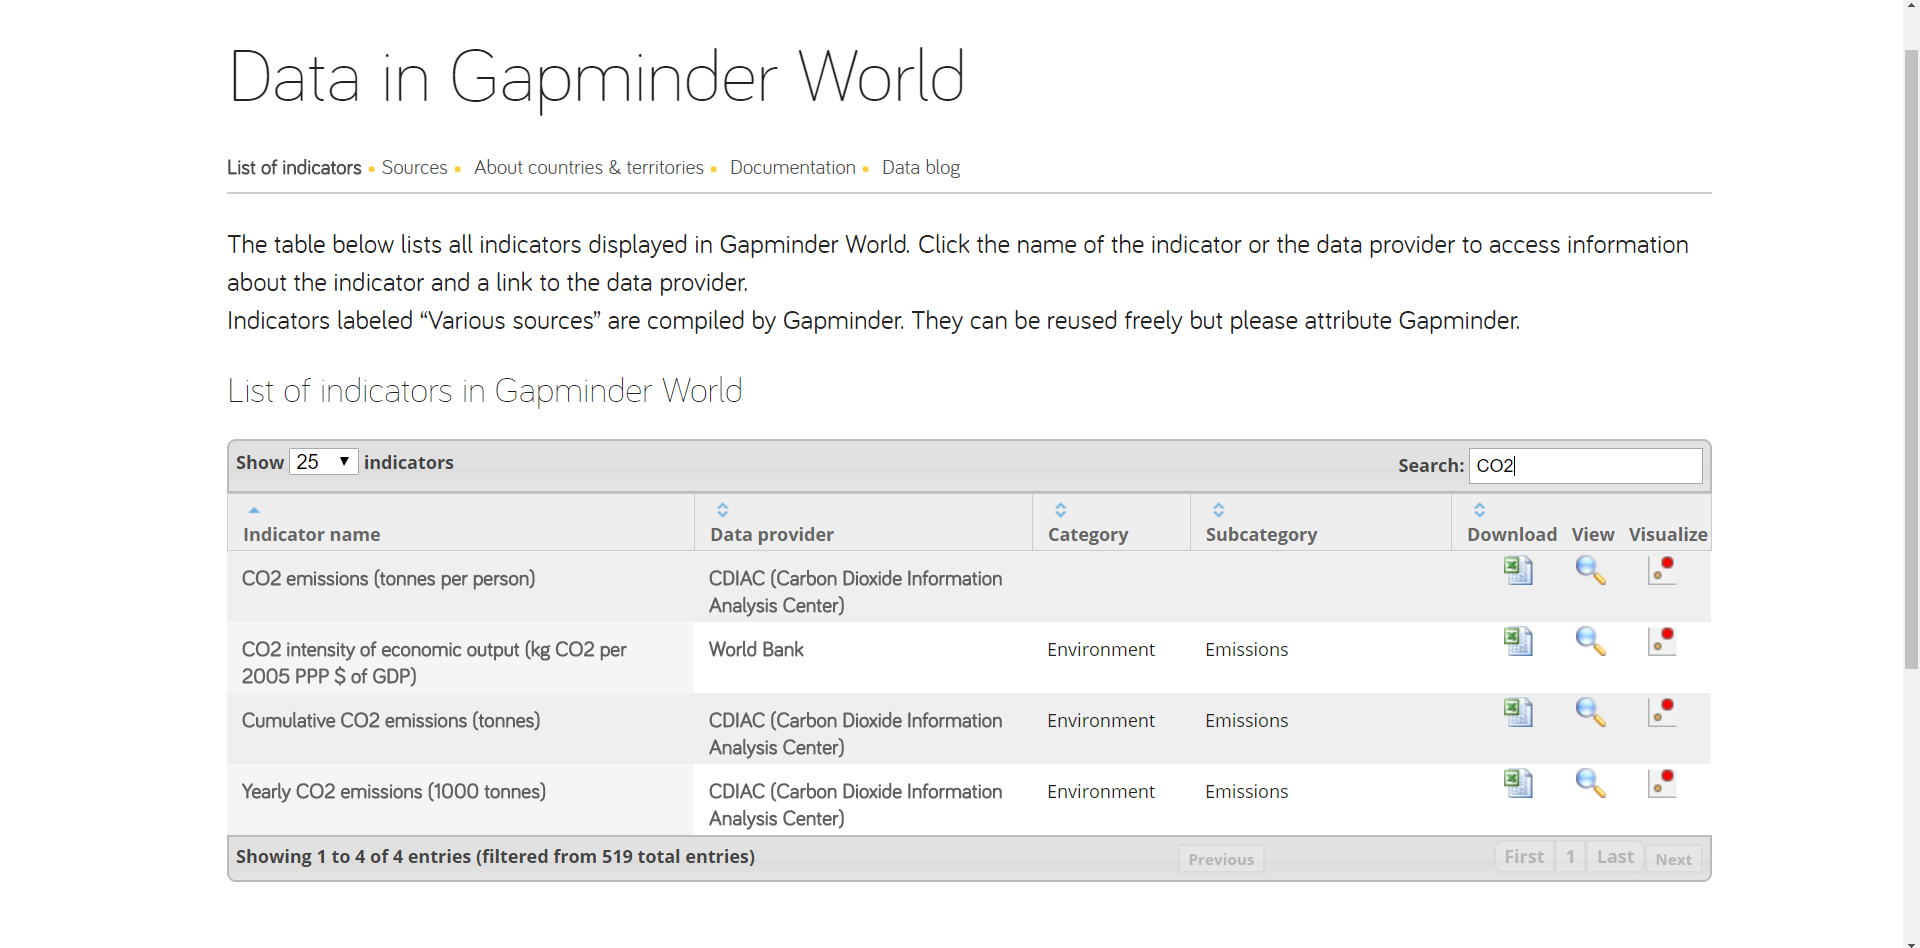 Data in Gapminder World
List of indicators • Sources • About countries & territories • Documentation • Data blog
The table below lists all indicators displayed in Gapminder World. Click the name of the indicator or the data provider to access information
about the indicator and a link to the data provider.
Indicators labeled “Various sources” are compiled by Gapminder. They can be reused freely but please attribute Gapminder.
List of indicators in Gapminder World
Show 25 indicators Search: CO2
Indicator name Data provider Category Subcategory Download View Visualize
CO2 emissions (tonnes per person) CDIAC (Carbon Dioxide Information
Analysis Center)
CO2 intensity of economic output (kg CO2 per World Bank Environment Emissions
2005 PPP $ of GDP)
Cumulative CO2 emissions (tonnes) CDIAC (Carbon Dioxide Information Environment Emissions
Analysis Center)
Yearly CO2 emissions (1000 tonnes) CDIAC (Carbon Dioxide Information Environment Emissions
Analysis Center)
Showing 1 to 4 of 4 entries (filtered from 519 total entries) Previous First 1 Last Next